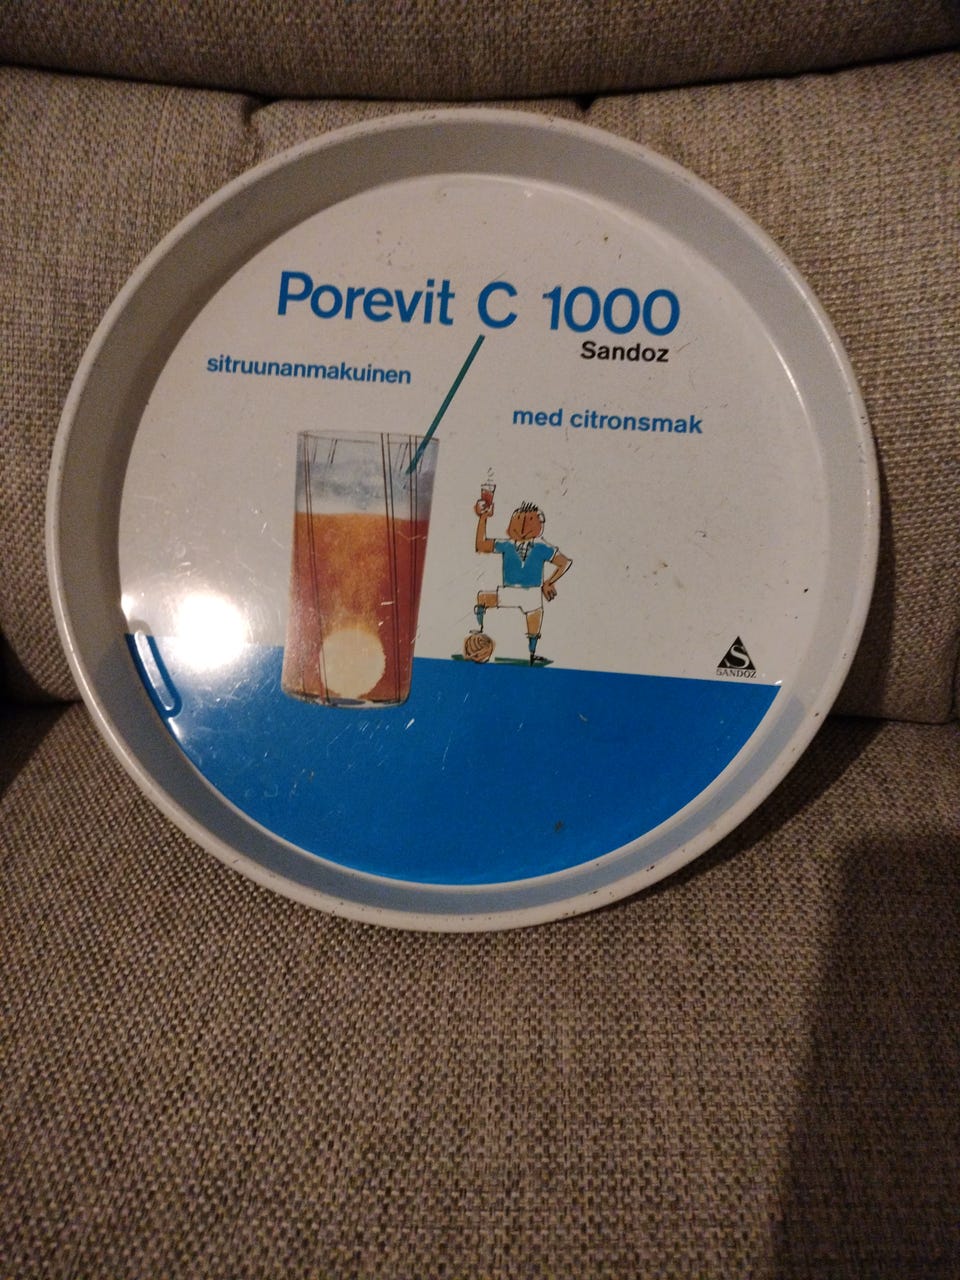 Porevit C 1000
Sandoz
sitruunanmakuinen
med citronsmak
S
SANDOZ